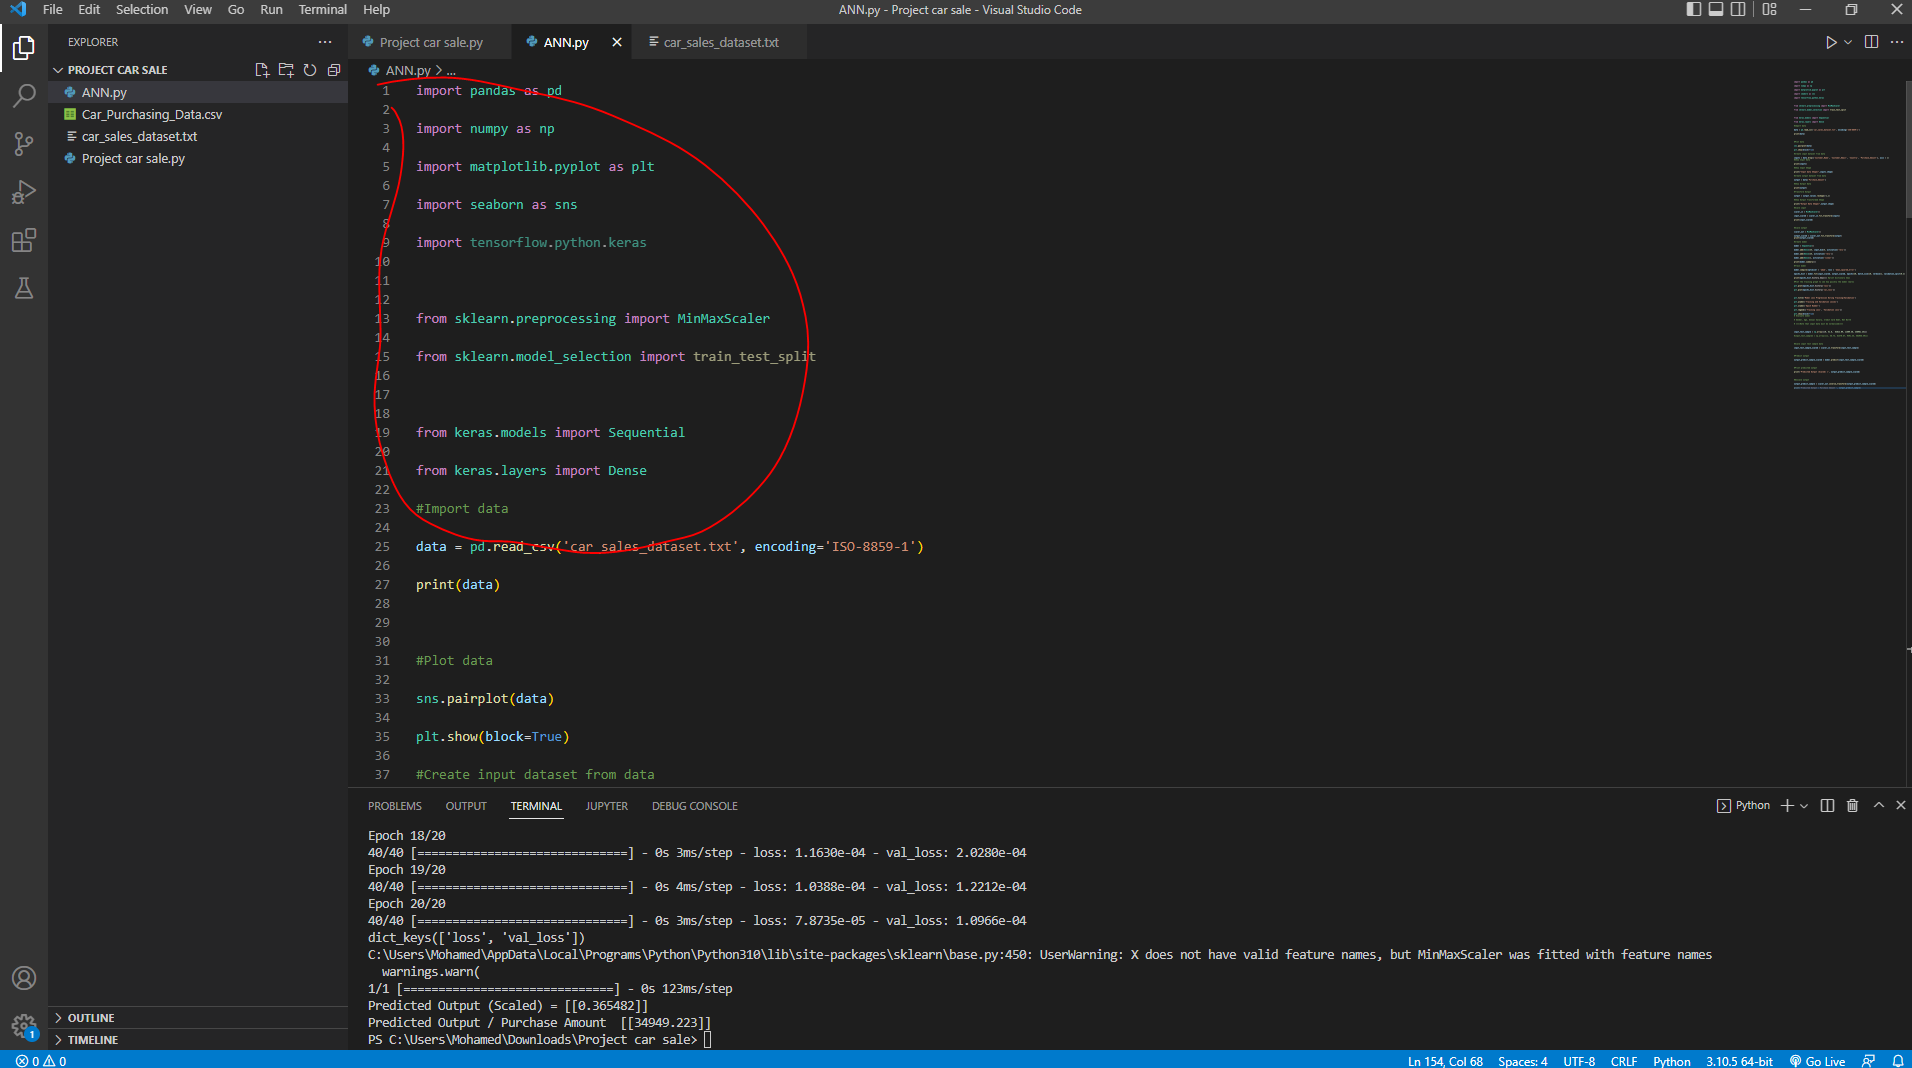 File Edit Selection View Go Run Terminal Help
ANN.py - Project car sale - Visual Studio Code
EXPLORER
PROJECT CAR SALE
ANN.py
Car_Purchasing_Data.csv
car_sales_dataset.txt
Project car sale.py
OUTLINE
TIMELINE
Project car sale.py ANN.py car_sales_dataset.txt
ANN.py > ...
1 import pandas as pd
2
3 import numpy as np
4
5 import matplotlib.pyplot as plt
6
7 import seaborn as sns
8
9 import tensorflow.python.keras
10
11
12
13 from sklearn.preprocessing import MinMaxScaler
14
15 from sklearn.model_selection import train_test_split
16
17
18
19 from keras.models import Sequential
20
21 from keras.layers import Dense
22
23 #Import data
24
25 data = pd.read_csv('car_sales_dataset.txt', encoding='ISO-8859-1')
26
27 print(data)
28
29
30
31 #Plot data
32
33 sns.pairplot(data)
34
35 plt.show(block=True)
36
37 #Create input dataset from data
PROBLEMS OUTPUT TERMINAL JUPYTER DEBUG CONSOLE
Python
Epoch 18/20
40/40 [==============================] - 0s 3ms/step - loss: 1.1630e-04 - val_loss: 2.0280e-04
Epoch 19/20
40/40 [==============================] - 0s 4ms/step - loss: 1.0388e-04 - val_loss: 1.2212e-04
Epoch 20/20
40/40 [==============================] - 0s 3ms/step - loss: 7.8735e-05 - val_loss: 1.0966e-04
dict_keys(['loss', 'val_loss'])
C:\Users\Mohamed\AppData\Local\Programs\Python\Python310\lib\site-packages\sklearn\base.py:450: UserWarning: X does not have valid feature names, but MinMaxScaler was fitted with feature names
warnings.warn(
1/1 [==============================] - 0s 123ms/step
Predicted Output (Scaled) = [[0.365482]]
Predicted Output / Purchase Amount [[34949.223]]
PS C:\Users\Mohamed\Downloads\Project car sale>
1
0 0
Ln 154, Col 68 Spaces: 4 UTF-8 CRLF Python 3.10.5 64-bit Go Live